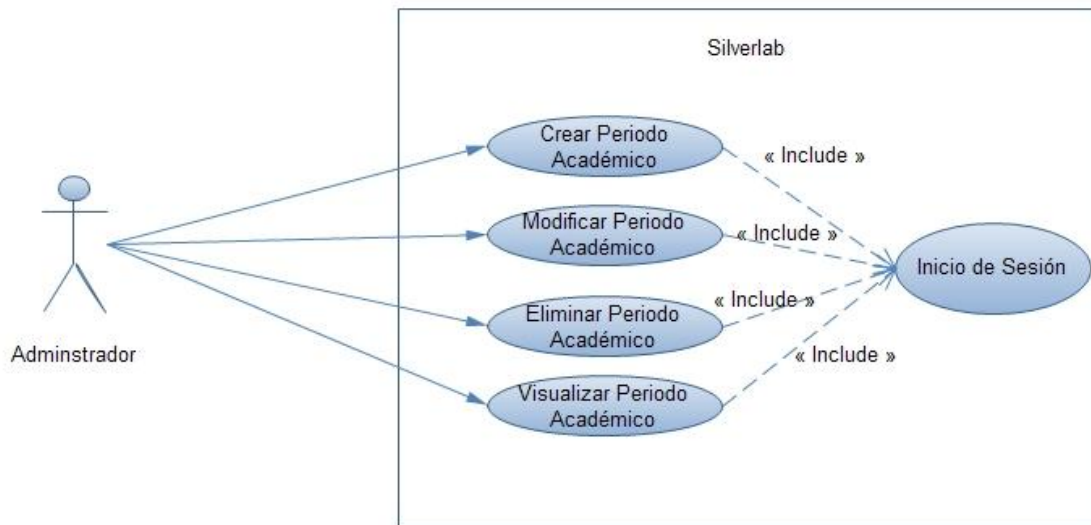 Silverlab
Crear Periodo
Académico
« Include »
Modificar Periodo
Académico
« Include »
Inicio de Sesión
Eliminar Periodo
Académico
« Include »
Visualizar Periodo
Académico
« Include »
Adminstrador